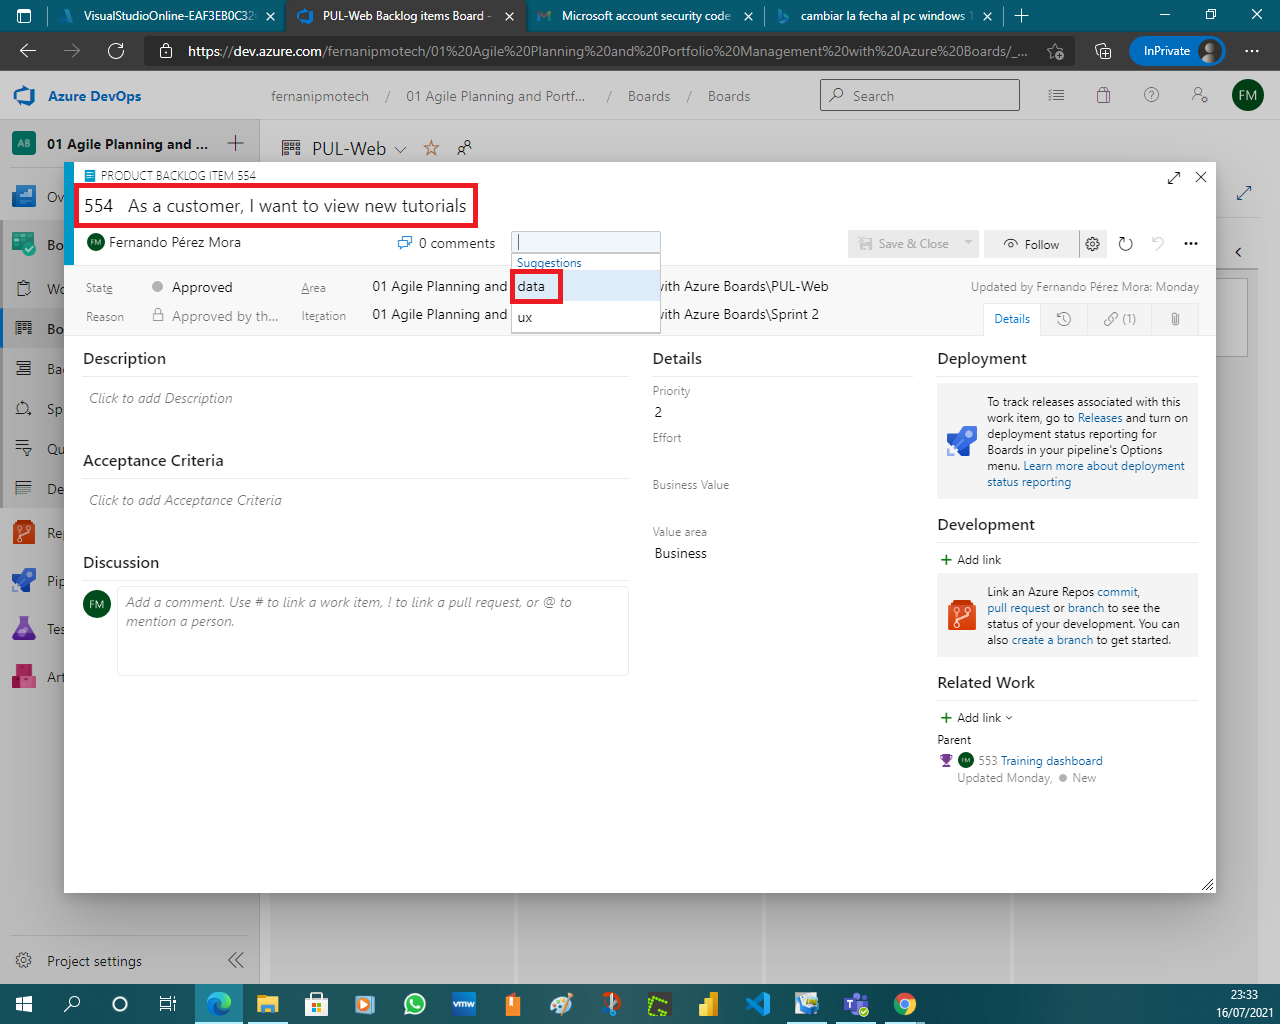 VisualStudioOnline-EAF3EB0C32
PUL-Web Backlog items Board -
Microsoft account security code
cambiar la fecha al pc windows 1
https://dev.azure.com/fernanipmotech/01%20Agile%20Planning%20and%20Portfolio%20Management%20with%20Azure%20Boards/_...
InPrivate
Azure DevOps
fernanipmotech / 01 Agile Planning and Portf... / Boards / Boards
Search
FM
AB 01 Agile Planning and ...
PUL-Web
PRODUCT BACKLOG ITEM 554
554 As a customer, I want to view new tutorials
FM Fernando Pérez Mora
0 comments
Save & Close
Follow
Suggestions
data
ux
State Approved
Area 01 Agile Planning and
with Azure Boards\PUL-Web
Updated by Fernando Pérez Mora: Monday
Reason Approved by th...
Iteration 01 Agile Planning and
with Azure Boards\Sprint 2
Details
(1)
Ov
Bo
Wo
Bo
Ba
Sp
Qu
De
Re
Pip
Tes
Art
Description
Click to add Description
Acceptance Criteria
Click to add Acceptance Criteria
Discussion
FM
Add a comment. Use # to link a work item, ! to link a pull request, or @ to
mention a person.
Details
Priority
2
Effort
Business Value
Value area
Business
Deployment
To track releases associated with this
work item, go to Releases and turn on
deployment status reporting for
Boards in your pipeline's Options
menu. Learn more about deployment
status reporting
Development
Add link
Link an Azure Repos commit,
pull request or branch to see the
status of your development. You can
also create a branch to get started.
Related Work
Add link
Parent
FM 553 Training dashboard
Updated Monday, New
Project settings
vmw
23:33
16/07/2021